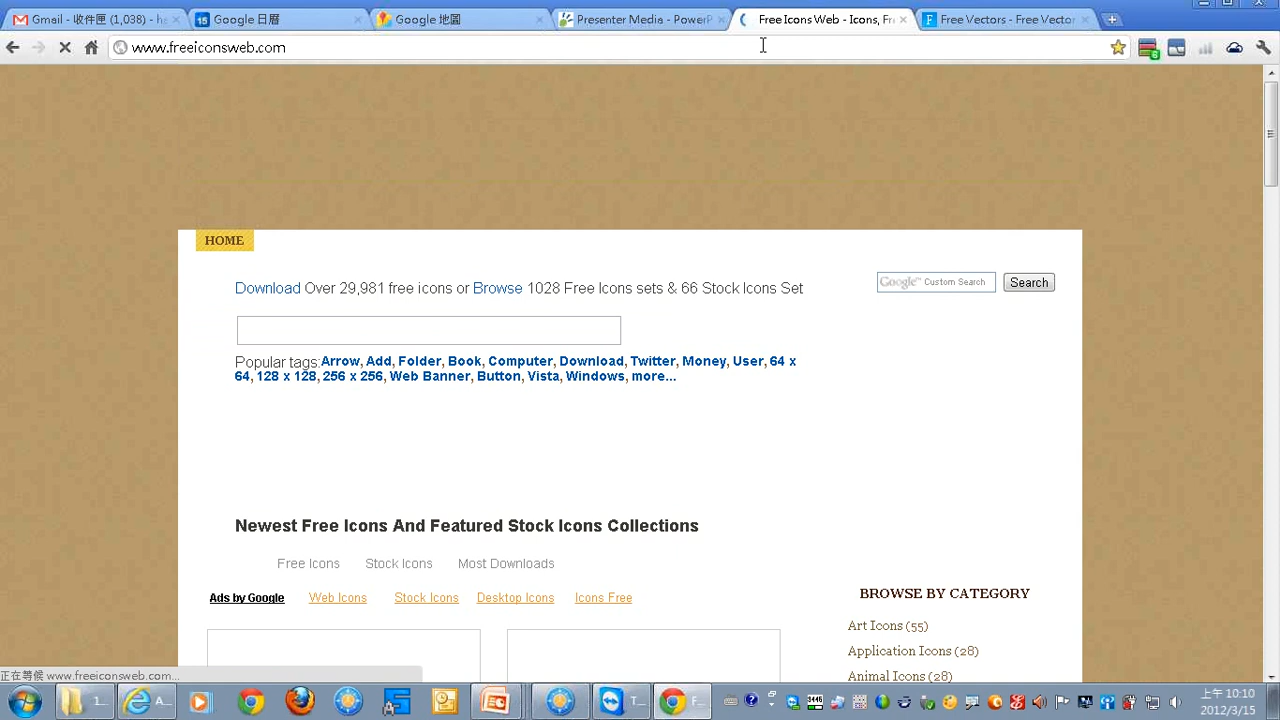 Gmail - 收件匣 (1,038) - h
Google 日曆
Google 地圖
Presenter Media - PowerP
Free Icons Web - Icons, Fr
Free Vectors - Free Vector
www.freeiconsweb.com
HOME
Download Over 29,981 free icons or Browse 1028 Free Icons sets & 66 Stock Icons Set
Google™ Custom Search
Search
Popular tags:Arrow, Add, Folder, Book, Computer, Download, Twitter, Money, User, 64 x
64, 128 x 128, 256 x 256, Web Banner, Button, Vista, Windows, more...
Newest Free Icons And Featured Stock Icons Collections
Free Icons Stock Icons Most Downloads
Ads by Google Web Icons Stock Icons Desktop Icons Icons Free
BROWSE BY CATEGORY
Art Icons (55)
Application Icons (28)
Animal Icons (28)
正在等候 www.freeiconsweb.com...
1...
A...
T...
F...
上午 10:10
2012/3/15